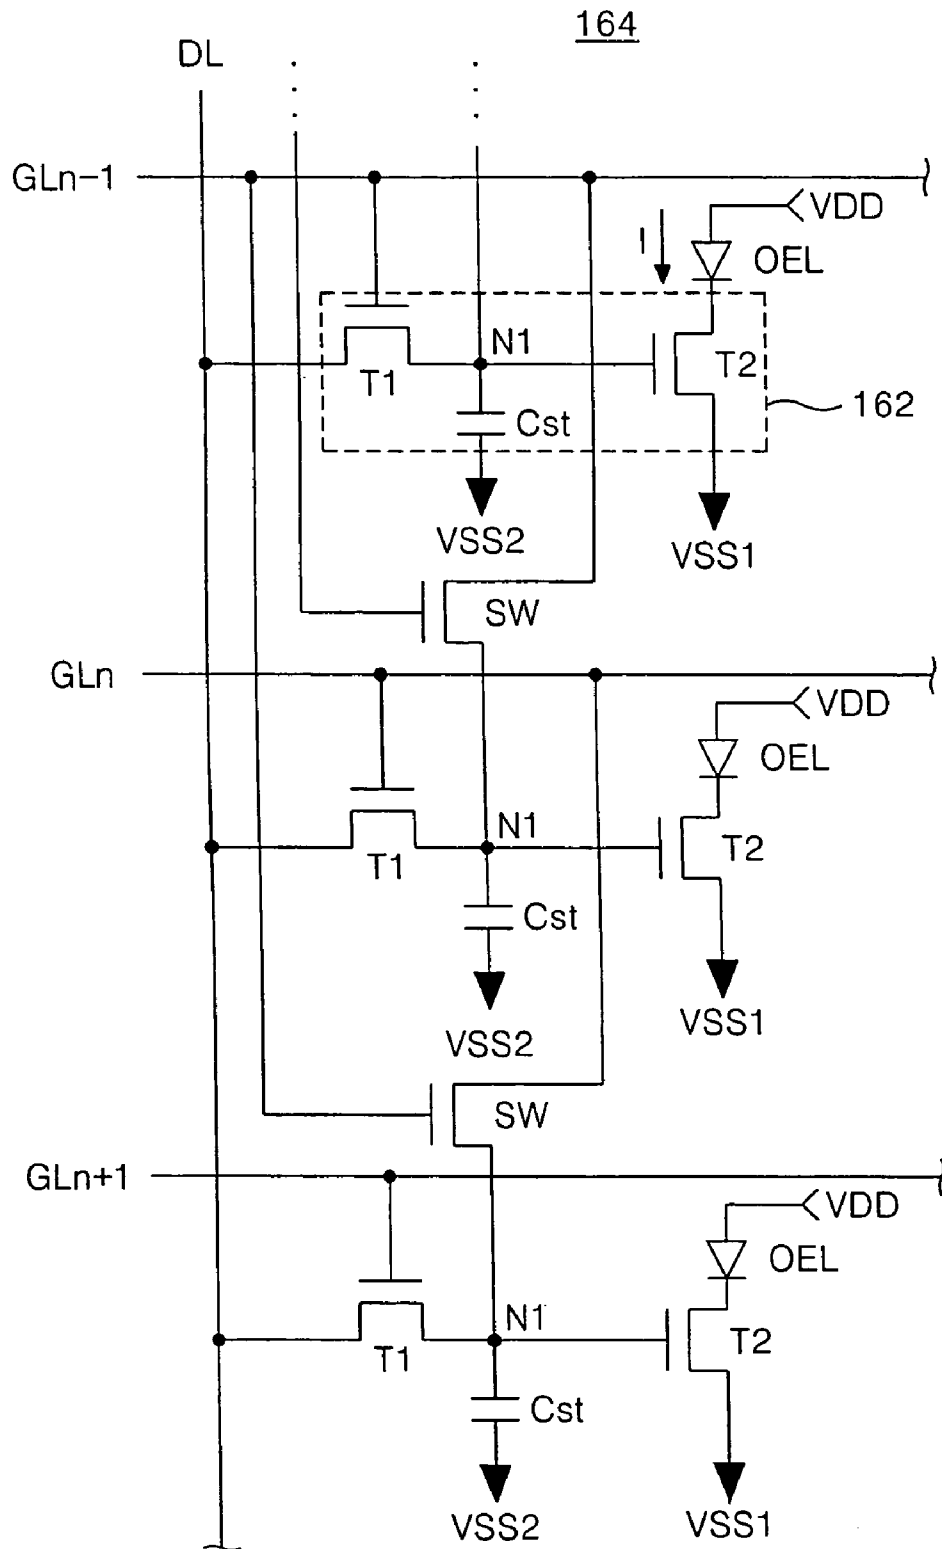 164
DL
GLn-1
VDD
I
OEL
N1
T1
T2
162
Cst
VSS2
VSS1
SW
GLn
VDD
OEL
N1
T1
T2
Cst
VSS2
VSS1
SW
GLn+1
VDD
OEL
N1
T1
T2
Cst
VSS2
VSS1